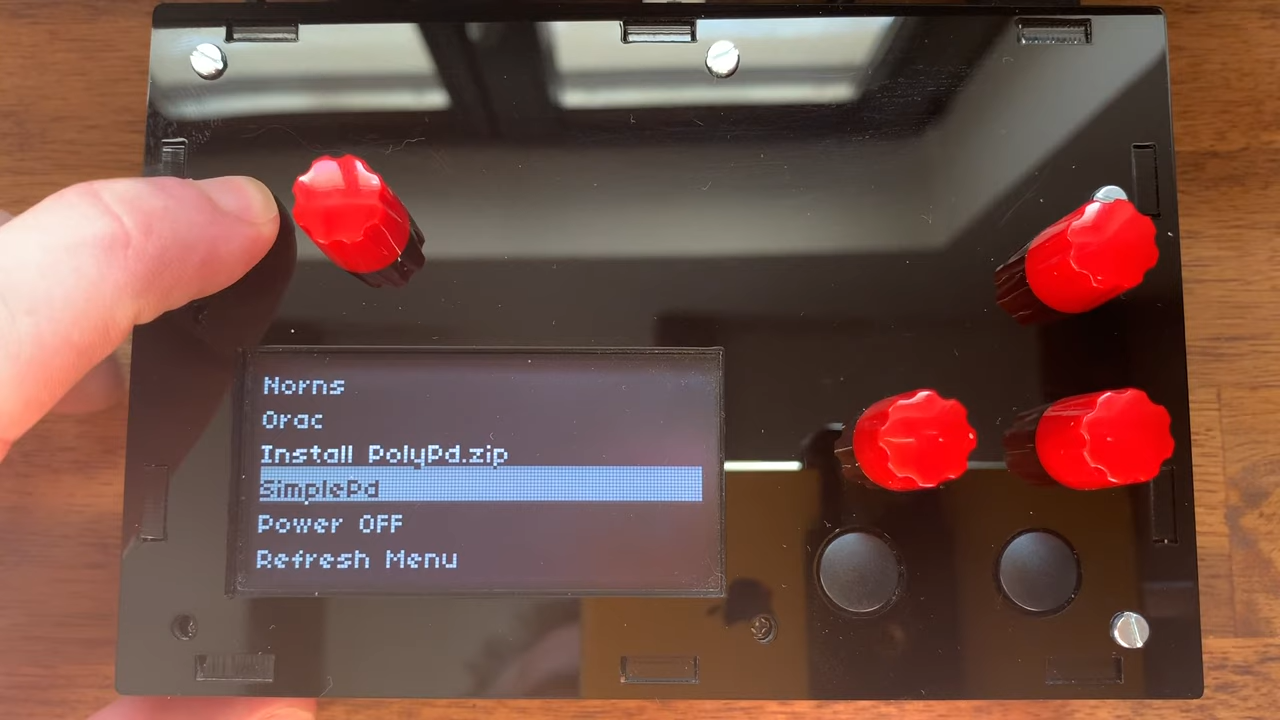 Norns
Orac
Install PolyPd.zip
SimplePd
Power OFF
Refresh Menu